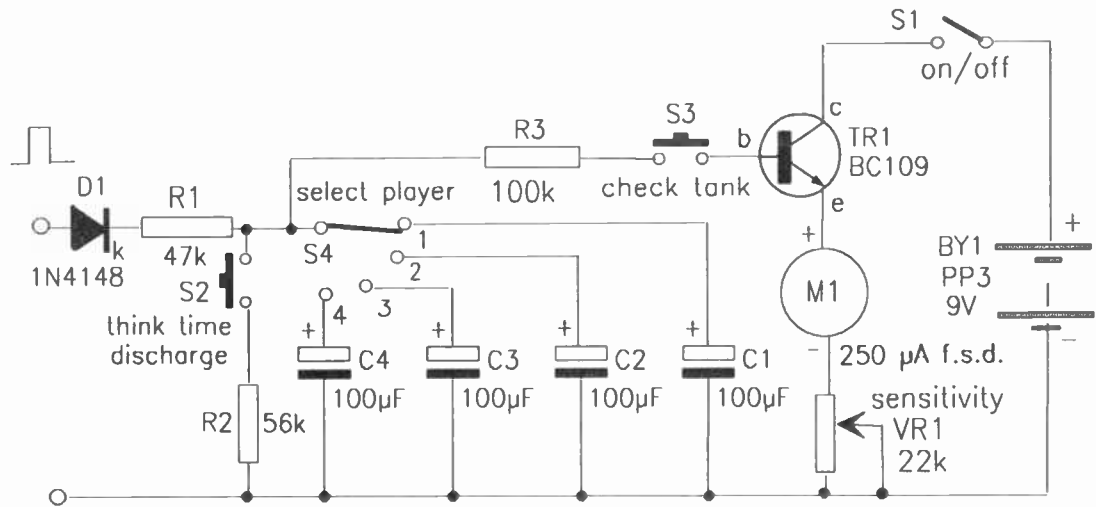 S1
on/off
c
S3
R3
b
TR1
BC109
D1
R1
select player
100k
check tank
e
+
k
47k
S4
1
1N4148
S2
2
3
4
M1
BY1
PP3
9V
+
think time
discharge
+
+
+
+
-
-
250 µA f.s.d.
C4
C3
C2
C1
100µF
100µF
100µF
100µF
R2
56k
sensitivity
VR1
22k